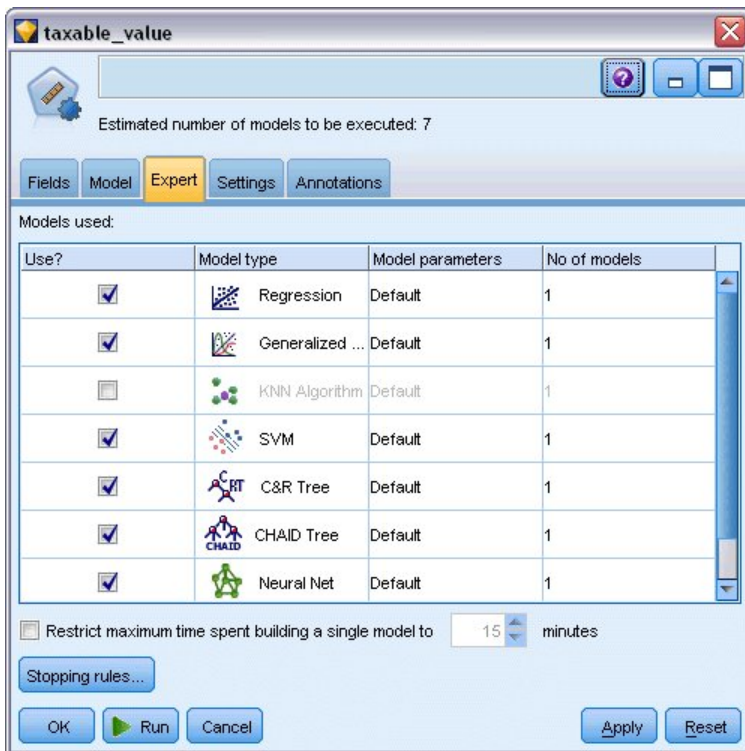 taxable_value
Estimated number of models to be executed: 7
Fields Model Expert Settings Annotations
Models used:
Use? Model type Model parameters No of models
Regression Default 1
Generalized ... Default 1
KNN Algorithm Default 1
SVM Default 1
C&RT C&R Tree Default 1
CHAID CHAID Tree Default 1
Neural Net Default 1
Restrict maximum time spent building a single model to 15 minutes
Stopping rules...
OK Run Cancel Apply Reset